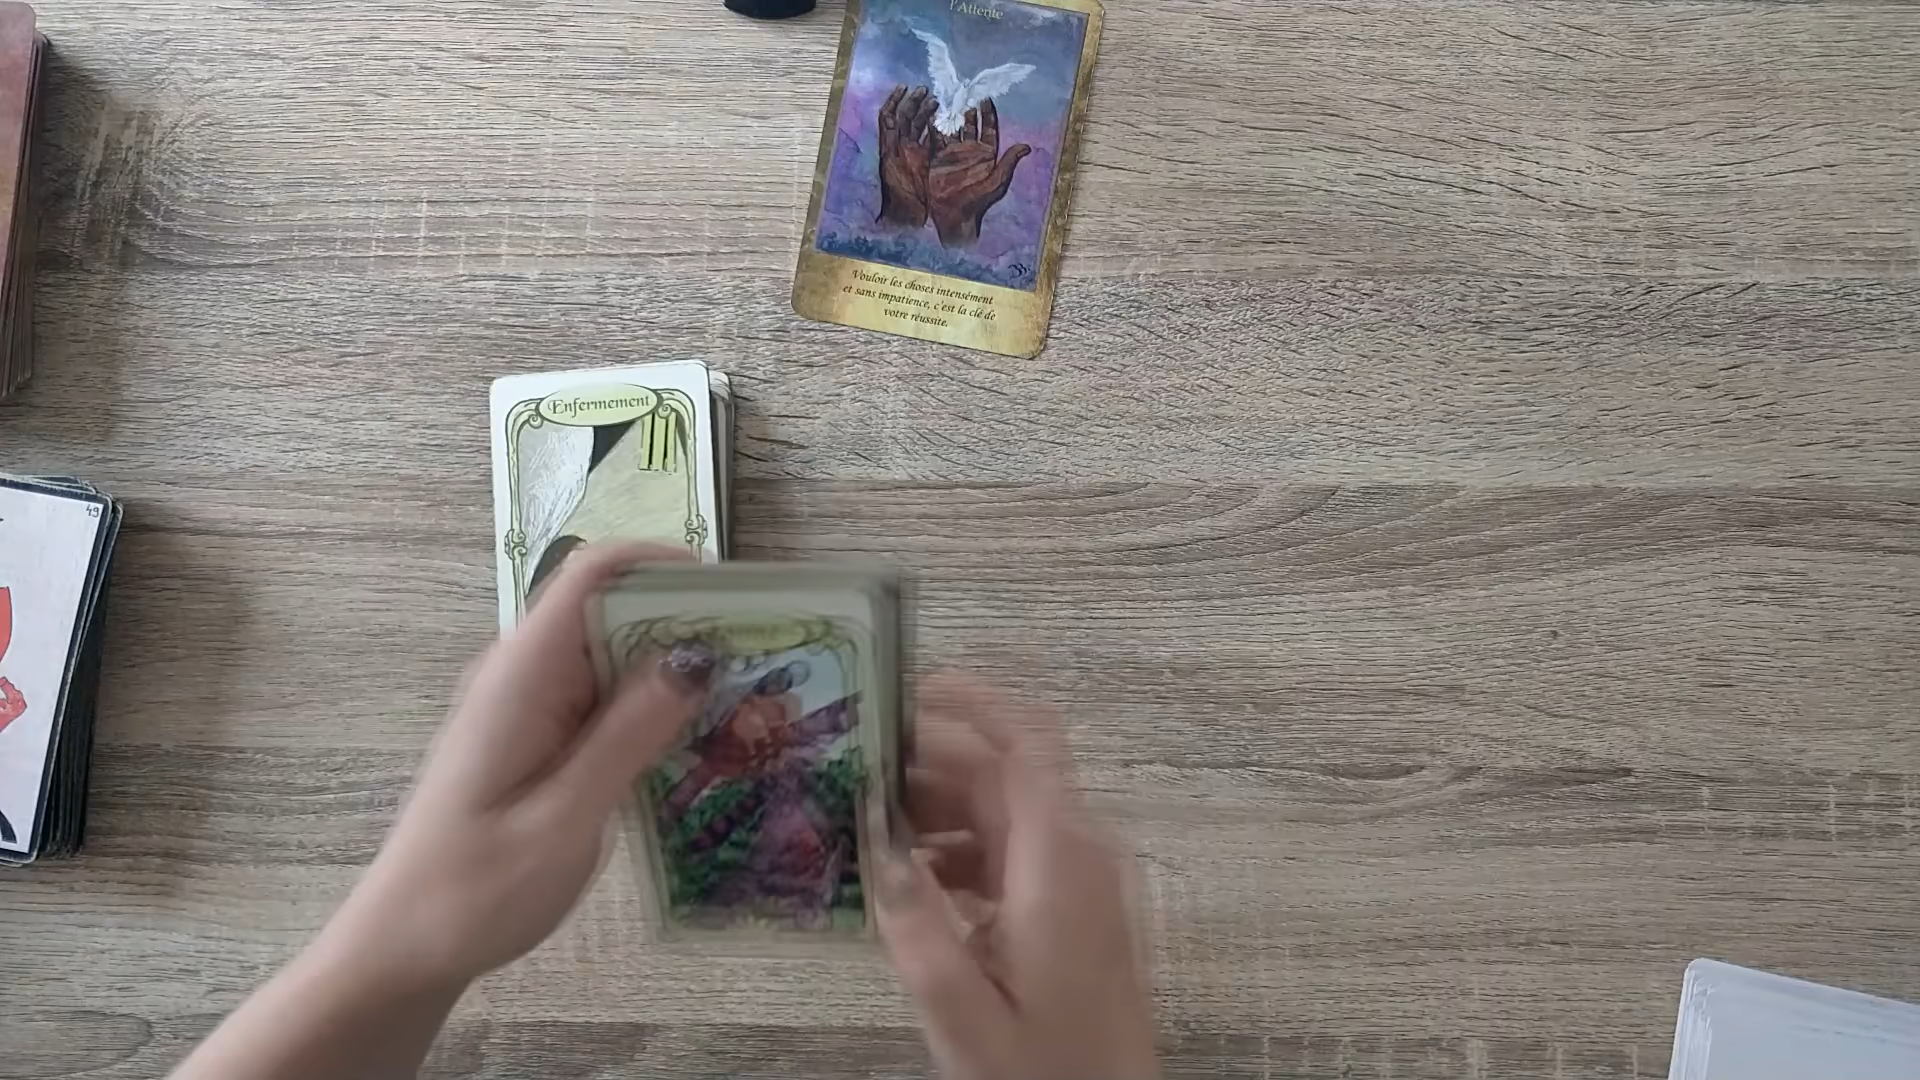 l'Attente
Vouloir les choses intensément
et sans impatience, c'est la clé de
votre réussite.
Enfermement
49